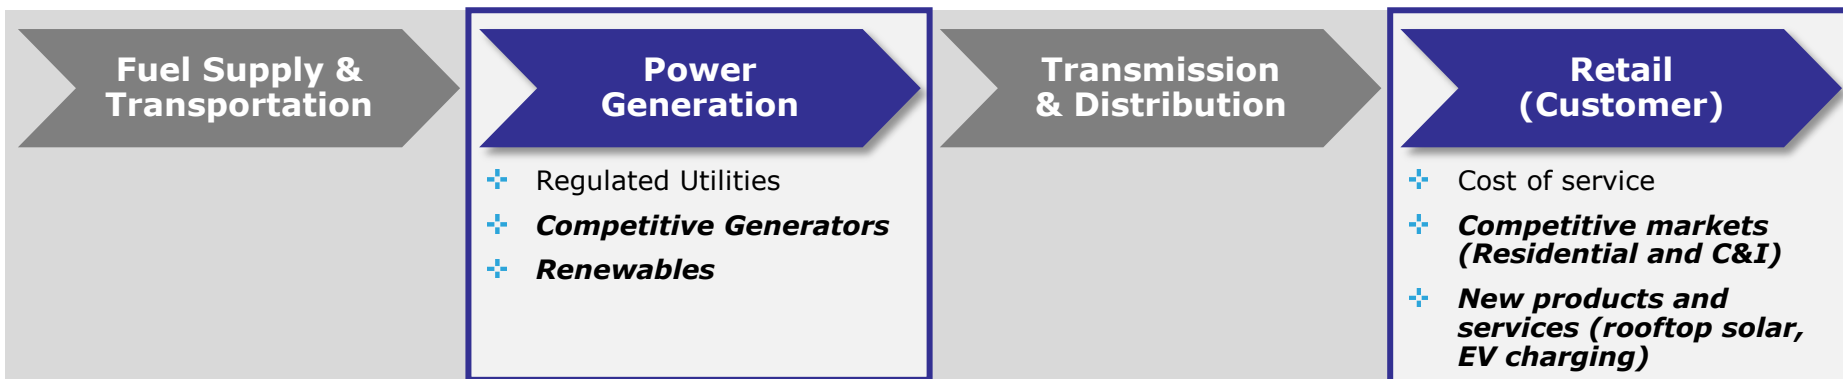 Fuel Supply &
Transportation
Power
Generation
Transmission
& Distribution
Retail
(Customer)
Regulated Utilities
Competitive Generators
Renewables
Cost of service
Competitive markets
(Residential and C&I)
New products and
services (rooftop solar,
EV charging)